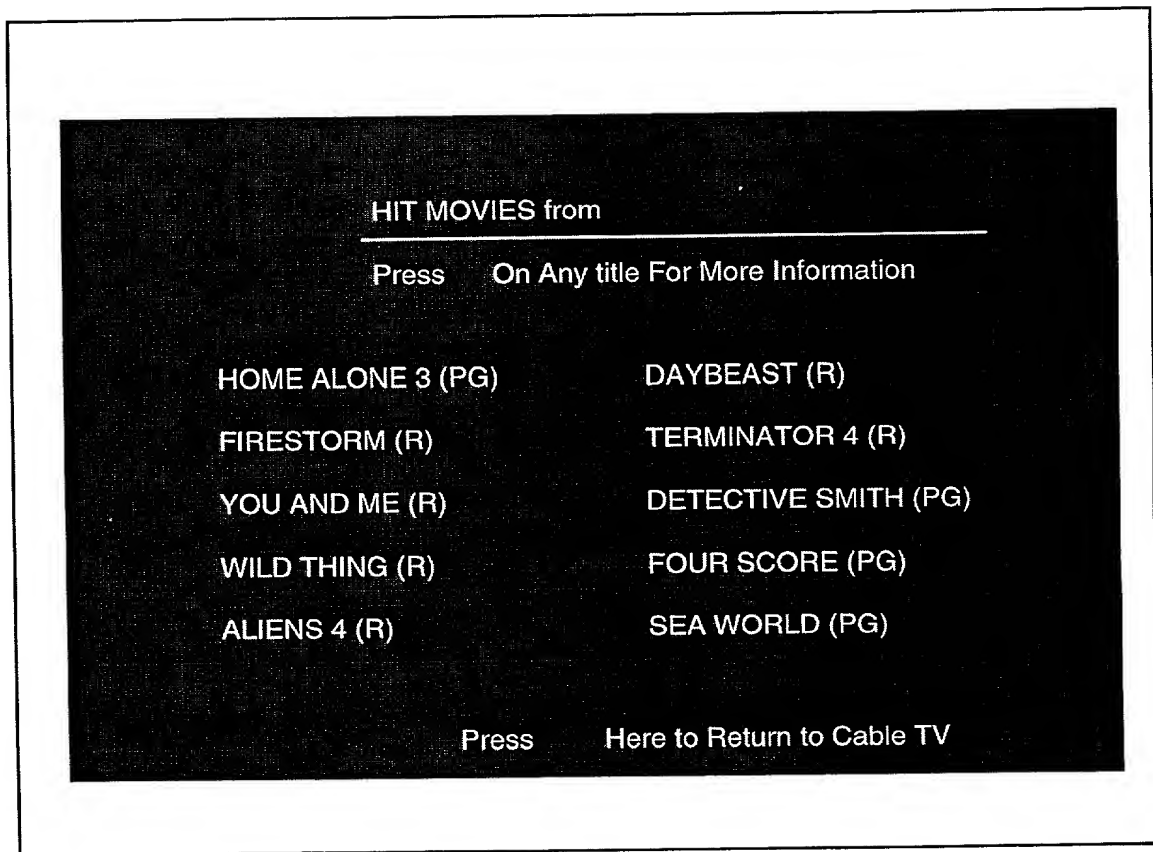 HIT MOVIES from
Press On Any title For More Information
HOME ALONE 3 (PG)
FIRESTORM (R)
YOU AND ME (R)
WILD THING (R)
ALIENS 4 (R)
DAYBEAST (R)
TERMINATOR 4 (R)
DETECTIVE SMITH (PG)
FOUR SCORE (PG)
SEA WORLD (PG)
Press Here to Return to Cable TV